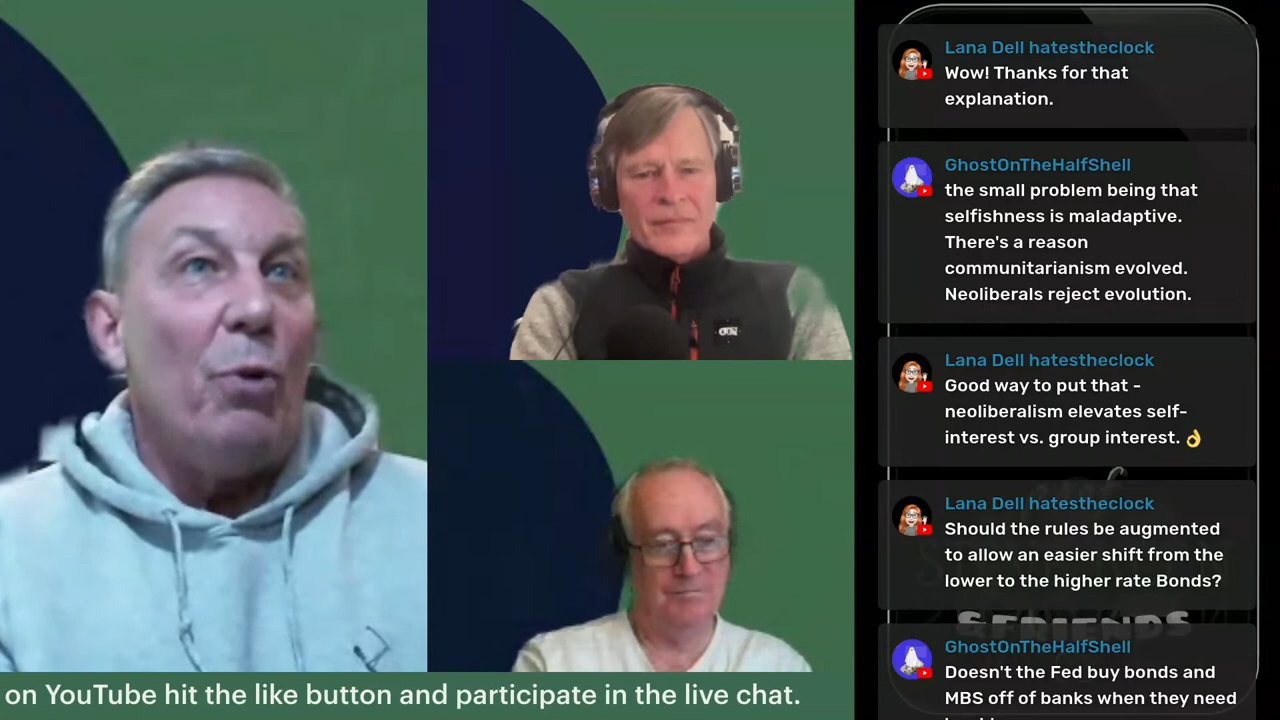 Lana Dell hatestheclock
Wow! Thanks for that
explanation.
GhostOnTheHalfShell
the small problem being that
selfishness is maladaptive.
There's a reason
communitarianism evolved.
Neoliberals reject evolution.
Lana Dell hatestheclock
Good way to put that -
neoliberalism elevates self-
interest vs. group interest. 👌
Lana Dell hatestheclock
Should the rules be augmented
to allow an easier shift from the
lower to the higher rate Bonds?
&FRIENDS
GhostOnTheHalfShell
Doesn't the Fed buy bonds and
MBS off of banks when they need
on YouTube hit the like button and participate in the live chat.